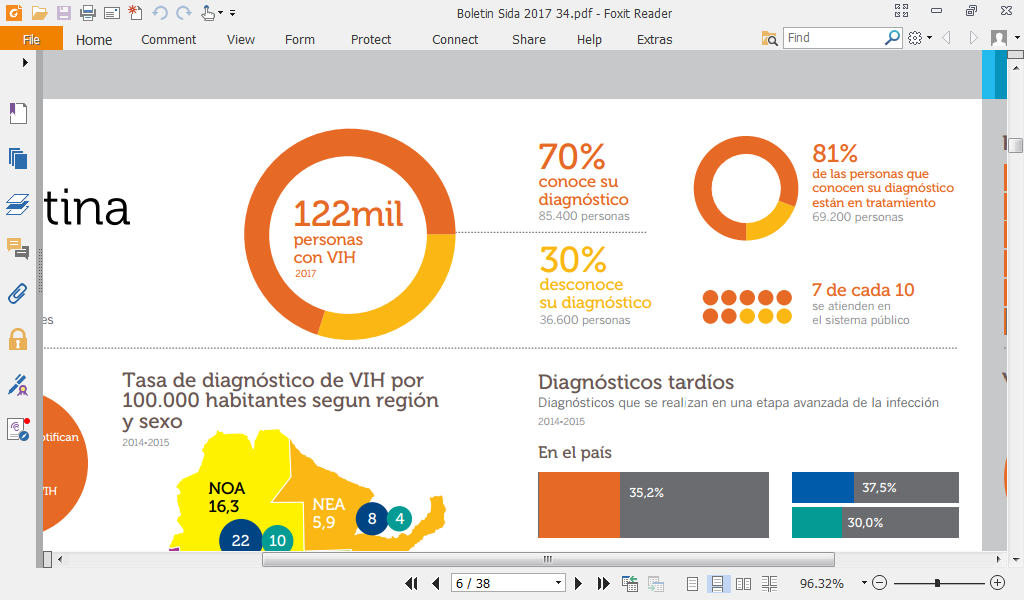 Boletin Sida 2017 34.pdf - Foxit Reader
File
Home
Comment
View
Form
Protect
Connect
Share
Help
Extras
Find
tina
es
122mil
personas
con VIH
2017
70%
conoce su
diagnóstico
85.400 personas
30%
desconoce
su diagnóstico
36.600 personas
81%
de las personas que
conocen su diagnóstico
están en tratamiento
69.200 personas
7 de cada 10
se atienden en
el sistema público
otifican
VIH
Tasa de diagnóstico de VIH por
100.000 habitantes segun región
y sexo
2014•2015
NOA
16,3
22
10
NEA
5,9
8
4
Diagnósticos tardíos
Diagnósticos que se realizan en una etapa avanzada de la infección
2014•2015
En el país
35,2%
37,5%
30,0%
6 / 38
96.32%